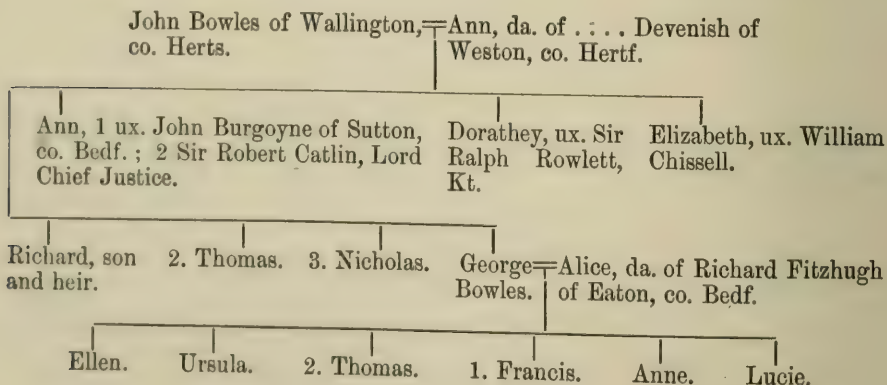 John Bowles of Wallington,
co. Herts.
Ann, da. of . : . . Devenish of
Weston, co. Hertf.
Ann, 1 ux. John Burgoyne of Sutton,
co. Bedf. ; 2 Sir Robert Catlin, Lord
Chief Justice.
Dorathey, ux. Sir
Ralph Rowlett,
Kt.
Elizabeth, ux. William
Chissell.
Richard, son
and heir.
2. Thomas.
3. Nicholas.
George
Bowles.
Alice, da. of Richard Fitzhugh
of Eaton, co. Bedf.
Ellen.
Ursula.
2. Thomas.
1. Francis.
Anne.
Lucie.